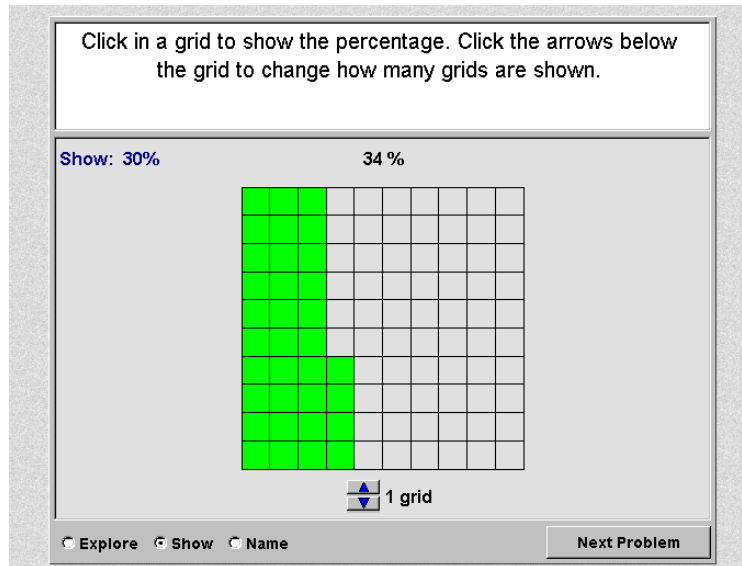 Click in a grid to show the percentage. Click the arrows below
the grid to change how many grids are shown.
Show: 30%
34 %
1 grid
Explore Show Name
Next Problem